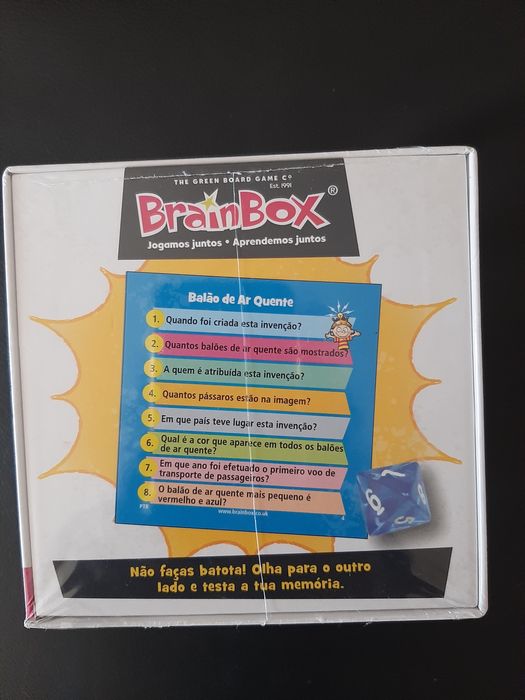 THE GREEN BOARD GAME Cº
Est. 1991
BrainBox®
Jogamos juntos • Aprendemos juntos
Balão de Ar Quente
1. Quando foi criada esta invenção?
2. Quantos balões de ar quente são mostrados?
3. A quem é atribuída esta invenção?
4. Quantos pássaros estão na imagem?
5. Em que país teve lugar esta invenção?
6. Qual é a cor que aparece em todos os balões
de ar quente?
7. Em que ano foi efetuado o primeiro voo de
transporte de passageiros?
8. O balão de ar quente mais pequeno é
vermelho e azul?
www.brainbox.co.uk
4
Não faças batota! Olha para o outro
lado e testa a tua memória.